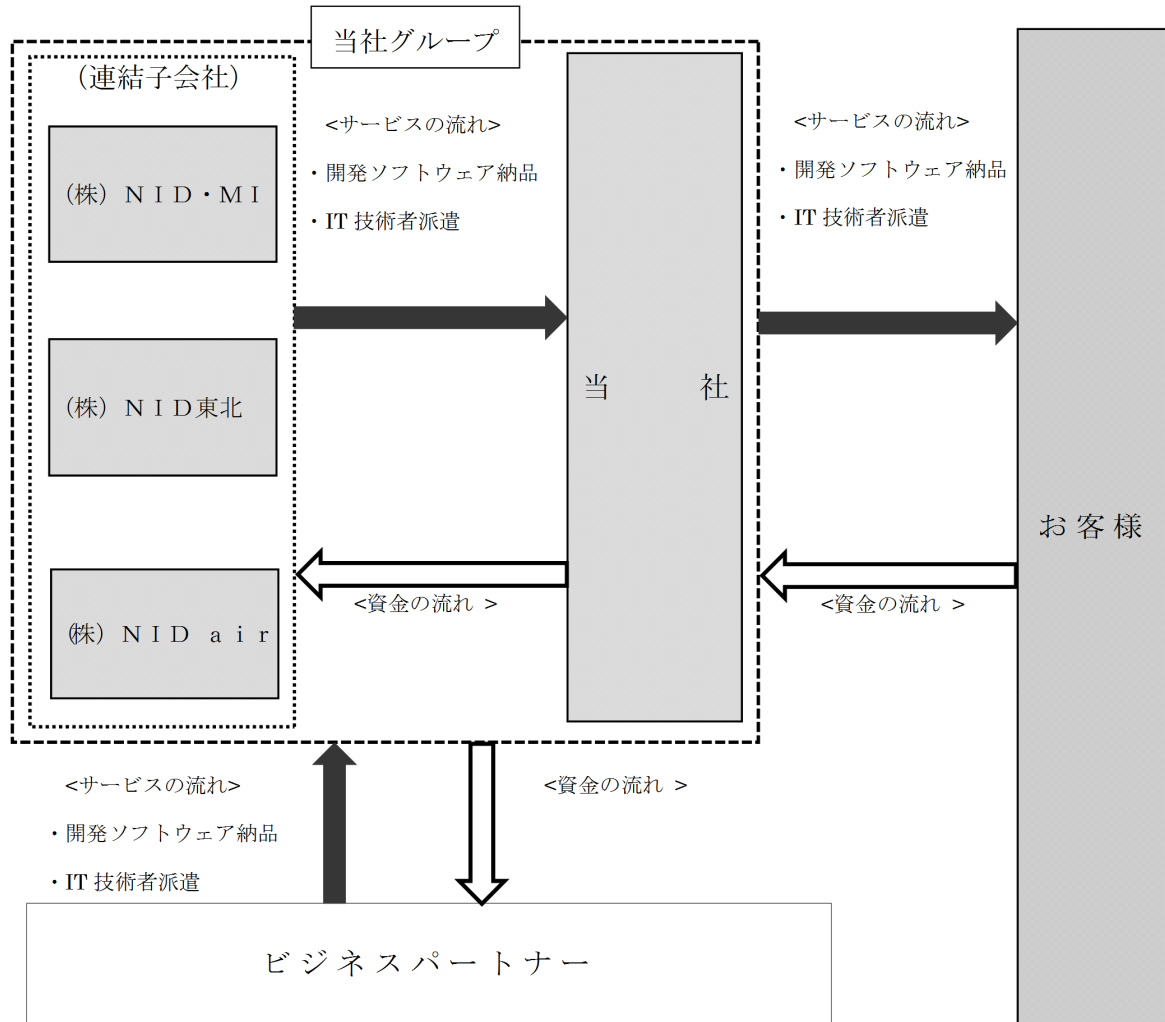 当社グループ
(連結子会社)
(株) ＮＩＤ・ＭＩ
(株) ＮＩＤ東北
(株) ＮＩＤ ａｉｒ
<サービスの流れ>
・開発ソフトウェア納品
・IT 技術者派遣
当　　社
<資金の流れ >
<サービスの流れ>
・開発ソフトウェア納品
・IT 技術者派遣
<資金の流れ >
お客様
<サービスの流れ>
・開発ソフトウェア納品
・IT 技術者派遣
<資金の流れ >
ビジネスパートナー